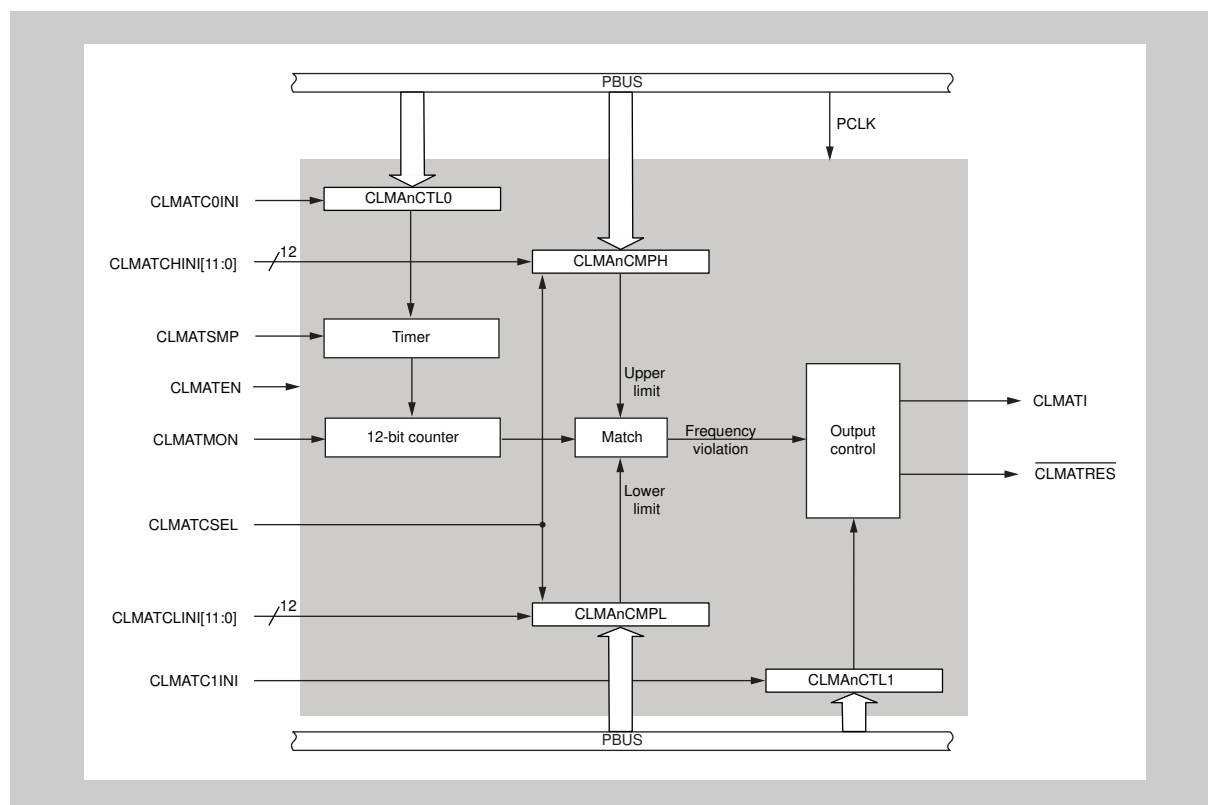 PBUS
PCLK
CLMATC0INI
CLMAnCTL0
CLMATCHINI[11:0]
12
CLMAnCMPH
CLMATSMP
Timer
CLMATEN
Upper
limit
CLMATMON
12-bit counter
Match
Frequency
violation
Output
control
CLMATI
CLMATRES
Lower
limit
CLMATCSEL
CLMATCLINI[11:0]
12
CLMAnCMPL
CLMATC1INI
CLMAnCTL1
PBUS